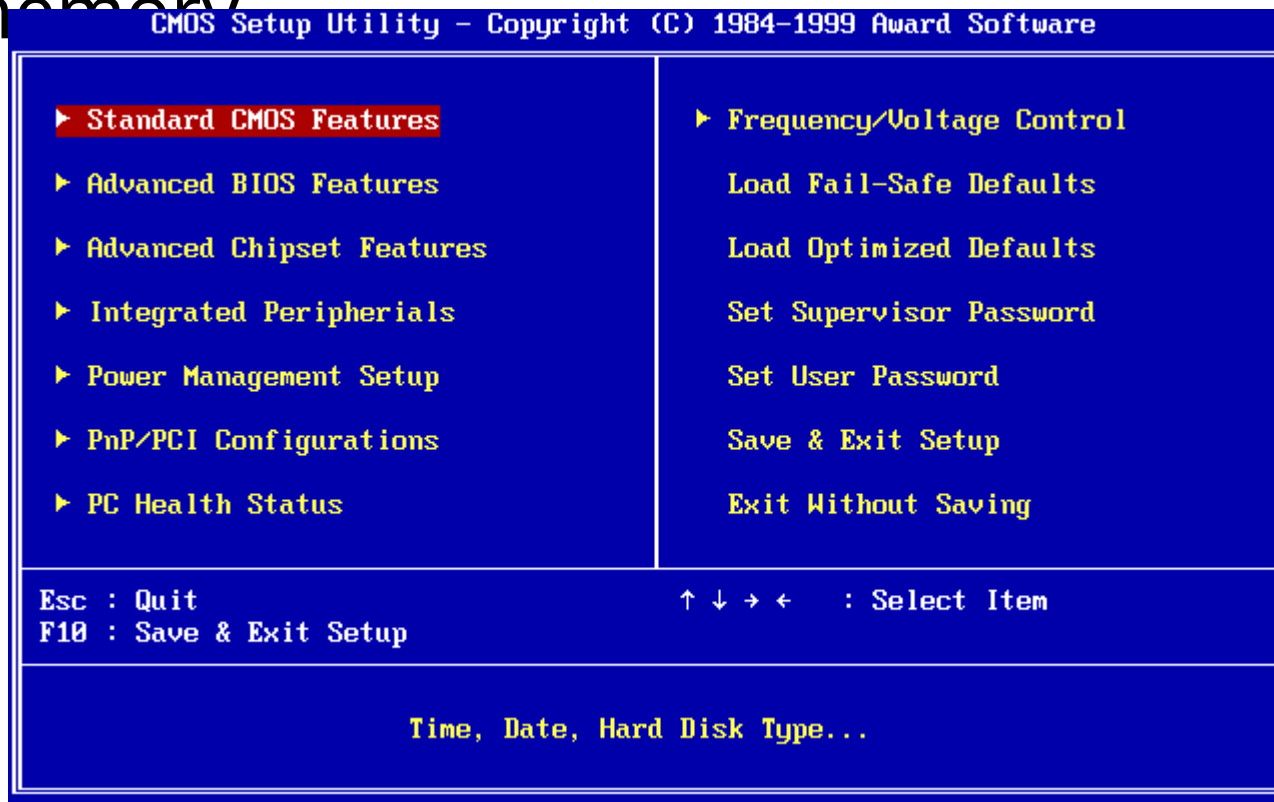 memory
CMOS Setup Utility – Copyright (C) 1984–1999 Award Software
► Standard CMOS Features
► Advanced BIOS Features
► Advanced Chipset Features
► Integrated Peripherials
► Power Management Setup
► PnP/PCI Configurations
► PC Health Status
► Frequency/Voltage Control
Load Fail-Safe Defaults
Load Optimized Defaults
Set Supervisor Password
Set User Password
Save & Exit Setup
Exit Without Saving
Esc : Quit
F10 : Save & Exit Setup
↑ ↓ → ← : Select Item
Time, Date, Hard Disk Type...